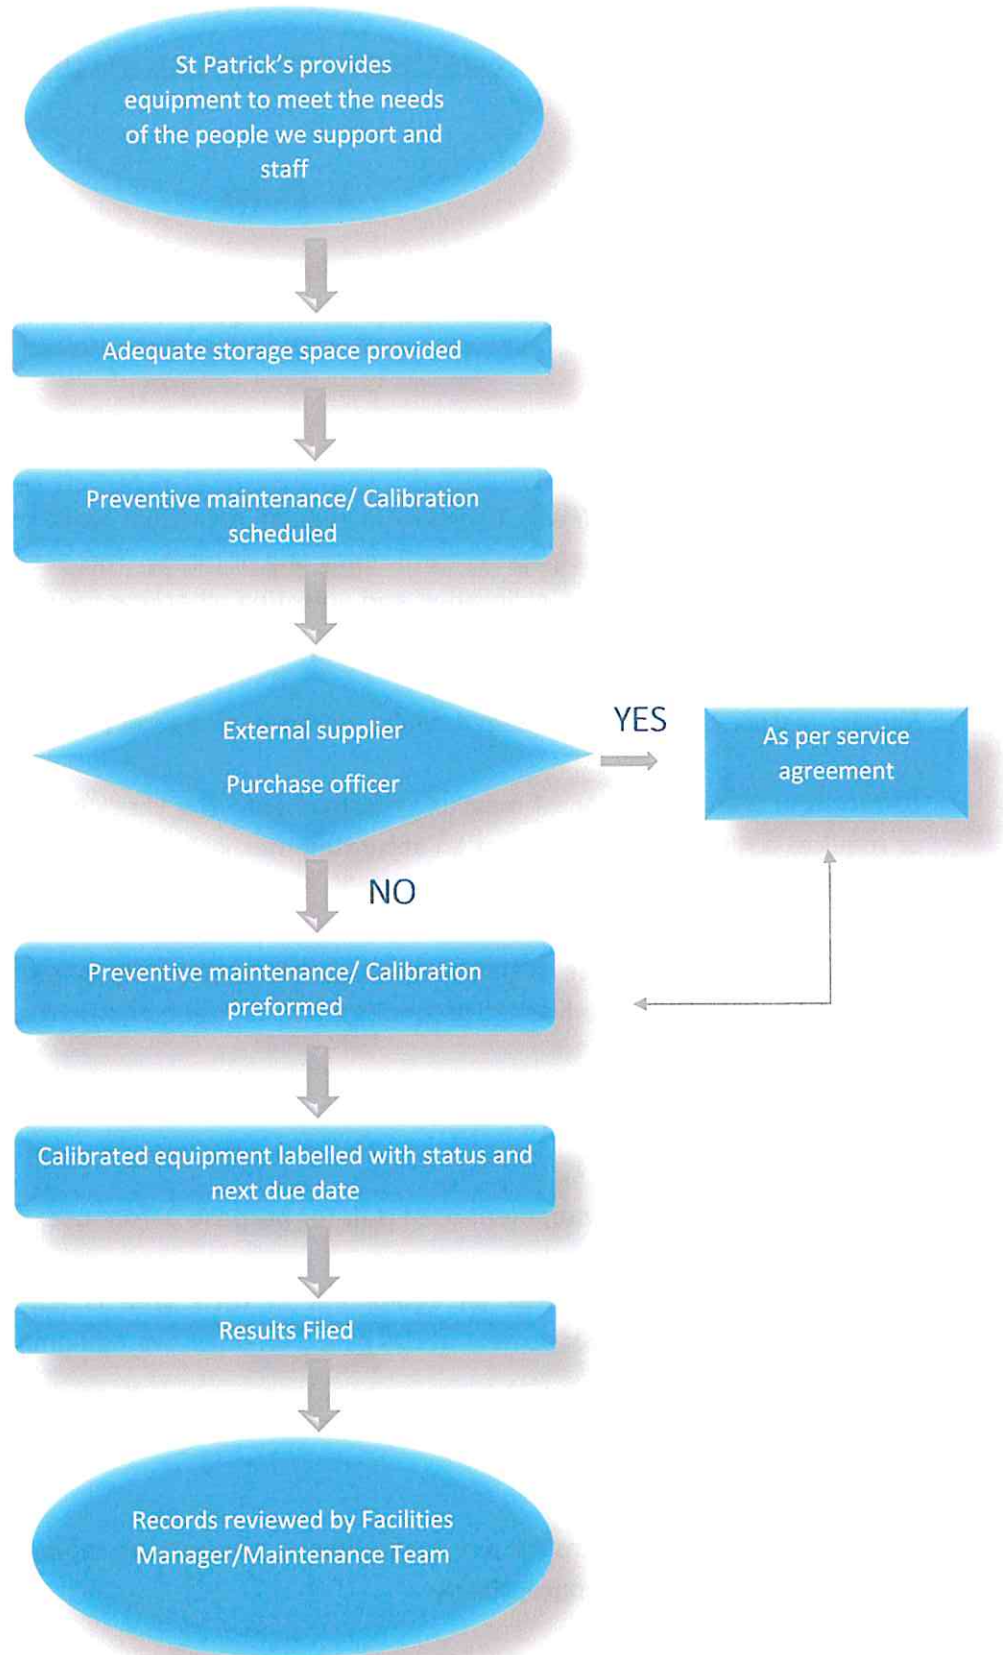 St Patrick's provides
equipment to meet the needs
of the people we support and
staff
Adequate storage space provided
Preventive maintenance/ Calibration
scheduled
External supplier
Purchase officer
YES
As per service
agreement
NO
Preventive maintenance/ Calibration
preformed
Calibrated equipment labelled with status and
next due date
Results Filed
Records reviewed by Facilities
Manager/Maintenance Team